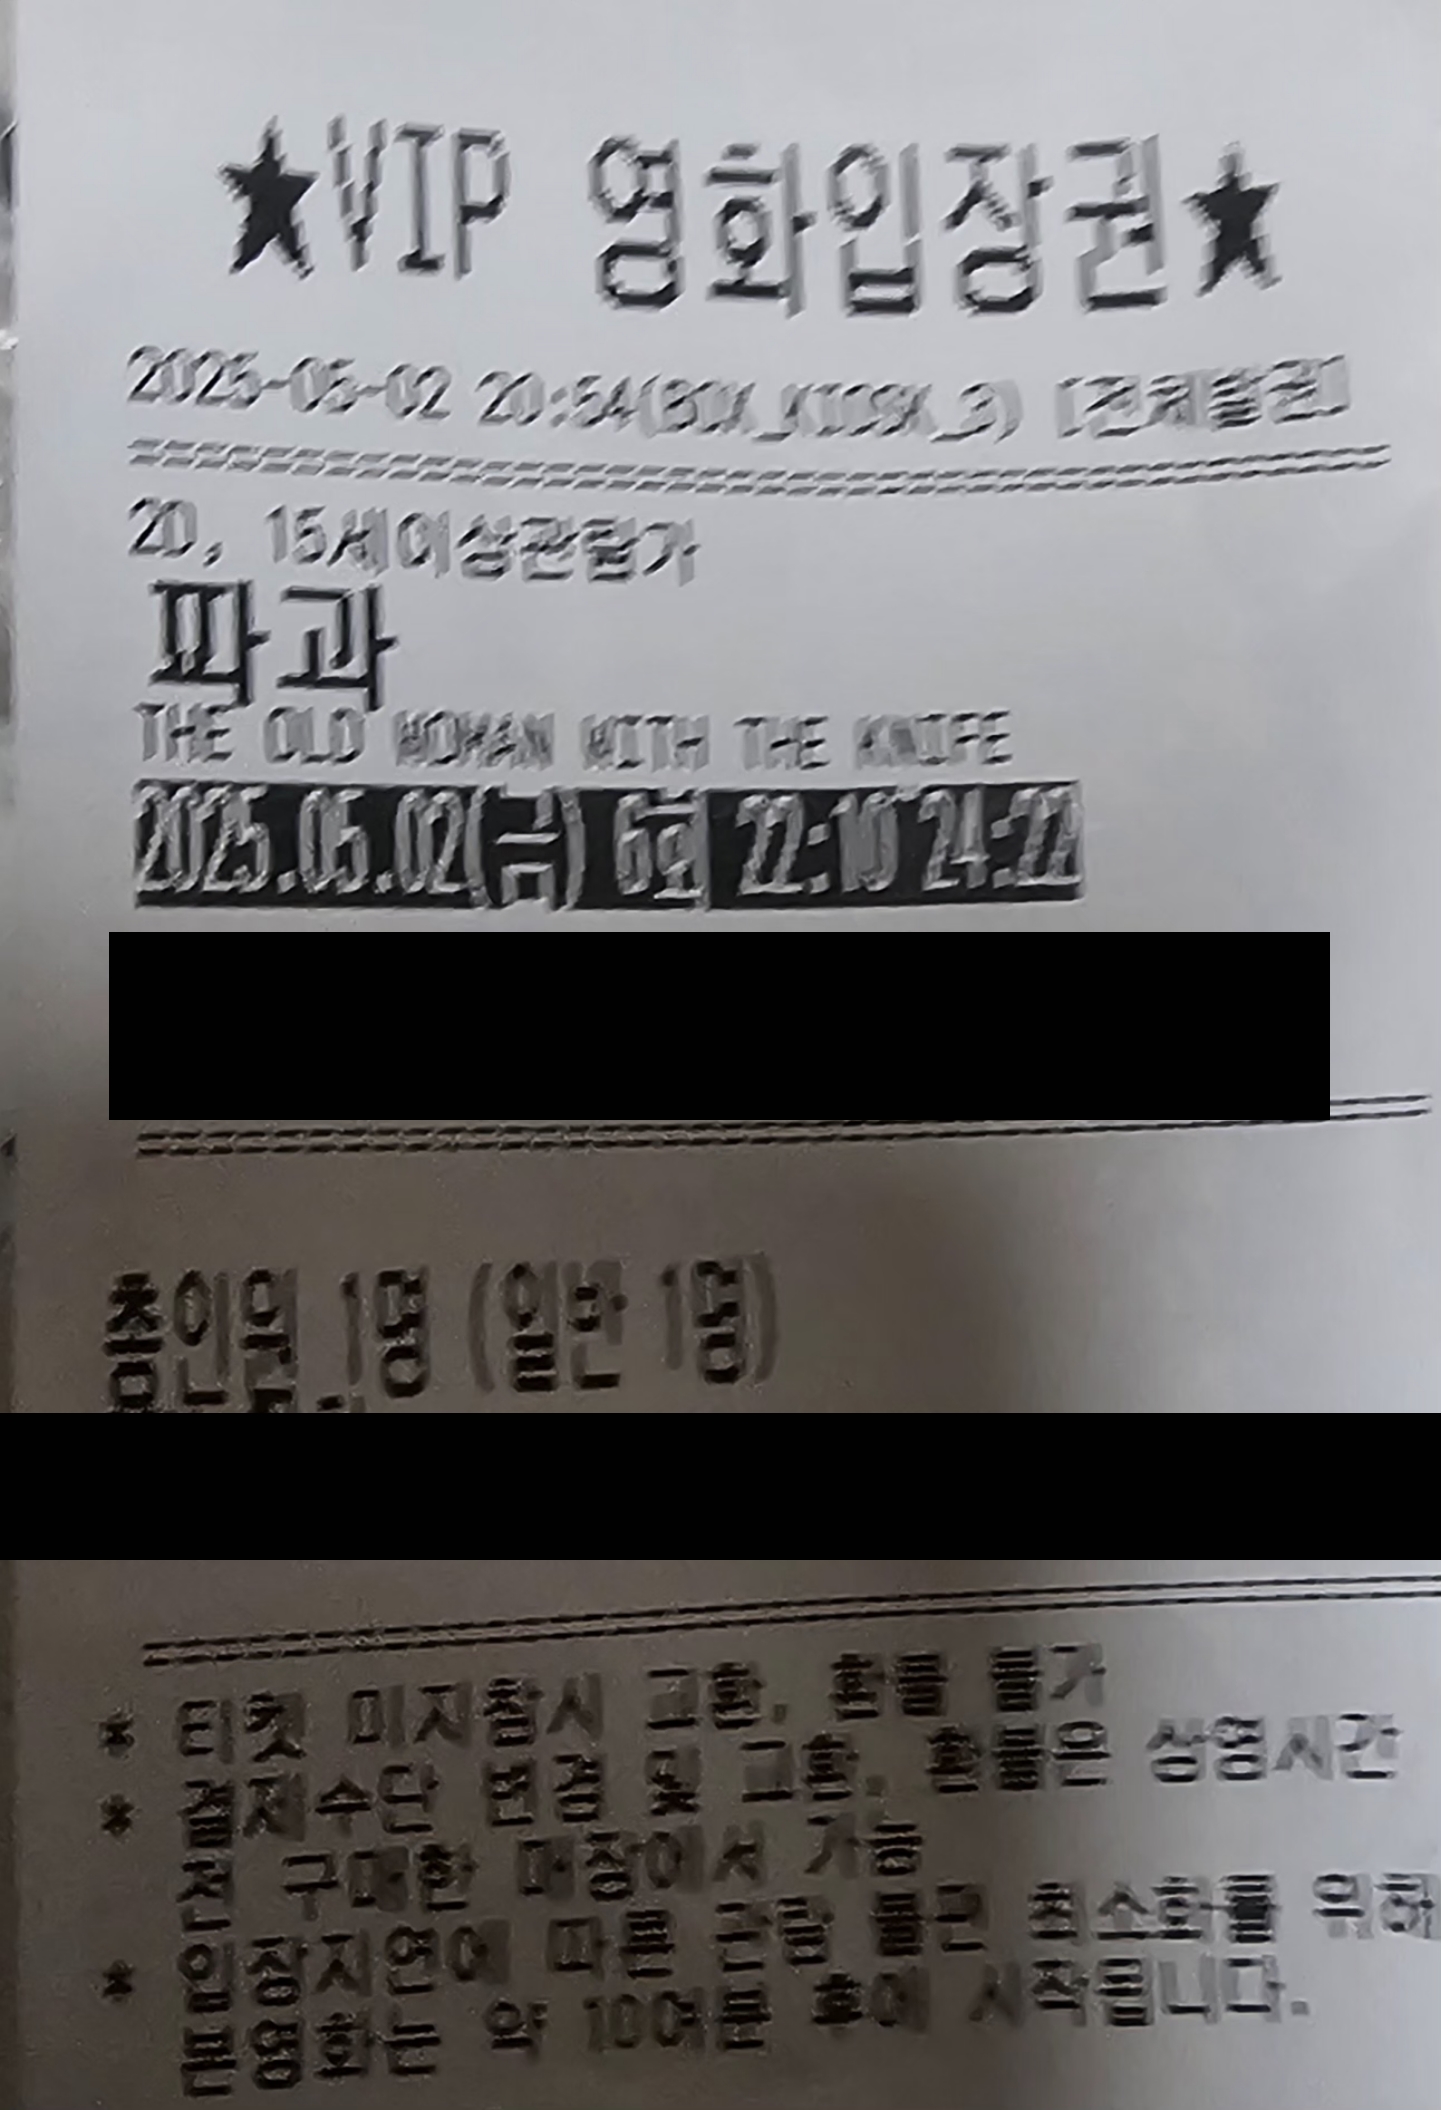 ★VIP 영화입장권★
2025-05-02 20:54(BOX_KIOSK_3) [전체발권]
2D, 15세이상관람가
파과
THE OLD WOMAN WITH THE KNIFE
2025.05.02(금) 6회 22:10 24:22
총인원 1명 (일반 1명)
* 티켓 미지참시 교환, 환불 불가
* 결제수단 변경 및 교환, 환불은 상영시간
전 구매한 매장에서 가능
* 입장지연에 따른 관람 불편 최소화를 위하
본영화는 약 10여분 후에 시작됩니다.